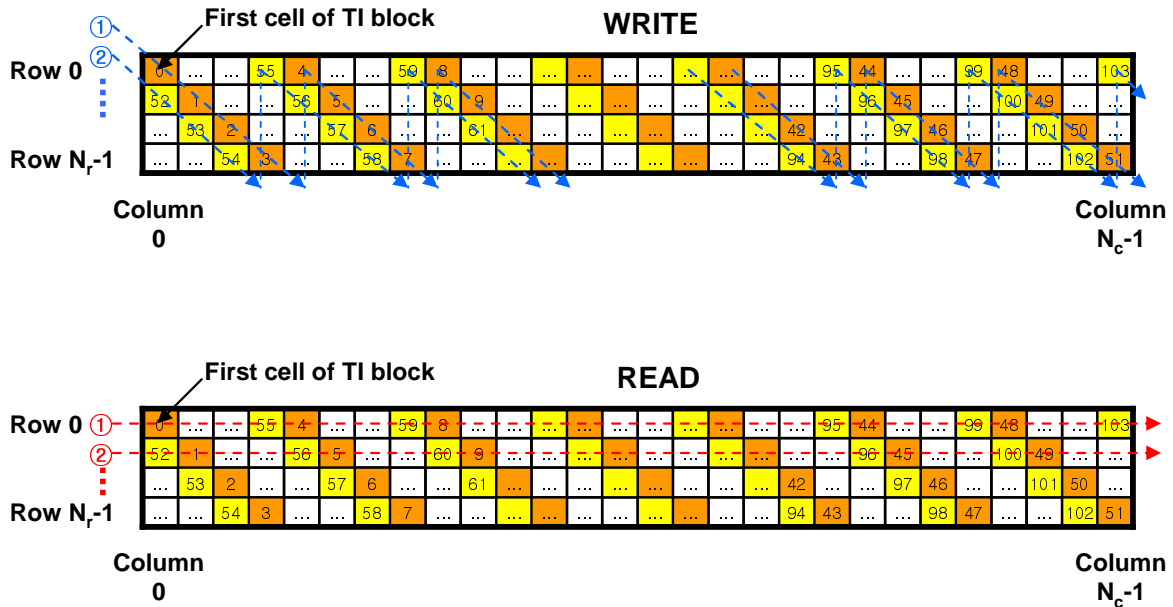 WRITE
① First cell of TI block
②
Row 0 0 ... ... 55 4 ... ... 59 8 ... ... ... ... ... ... ... ... ... ... 95 44 ... ... 99 48 ... ... 103
52 1 ... ... 56 5 ... ... 60 9 ... ... ... ... ... ... ... ... ... ... 96 45 ... ... 100 49 ... ...
... 53 2 ... ... 57 6 ... ... 61 ... ... ... ... ... ... ... ... 42 ... ... 97 46 ... ... 101 50 ...
Row Nr-1 ... ... 54 3 ... ... 58 7 ... ... ... ... ... ... ... ... ... ... 94 43 ... ... 98 47 ... ... 102 51
Column Column
0 Nc-1
First cell of TI block READ
Row 0 ① 0 ... ... 55 4 ... ... 59 8 ... ... ... ... ... ... ... ... ... ... 95 44 ... ... 99 48 ... ... 103
② 52 1 ... ... 56 5 ... ... 60 9 ... ... ... ... ... ... ... ... ... ... 96 45 ... ... 100 49 ... ...
... 53 2 ... ... 57 6 ... ... 61 ... ... ... ... ... ... ... ... 42 ... ... 97 46 ... ... 101 50 ...
Row Nr-1 ... ... 54 3 ... ... 58 7 ... ... ... ... ... ... ... ... ... ... 94 43 ... ... 98 47 ... ... 102 51
Column Column
0 Nc-1